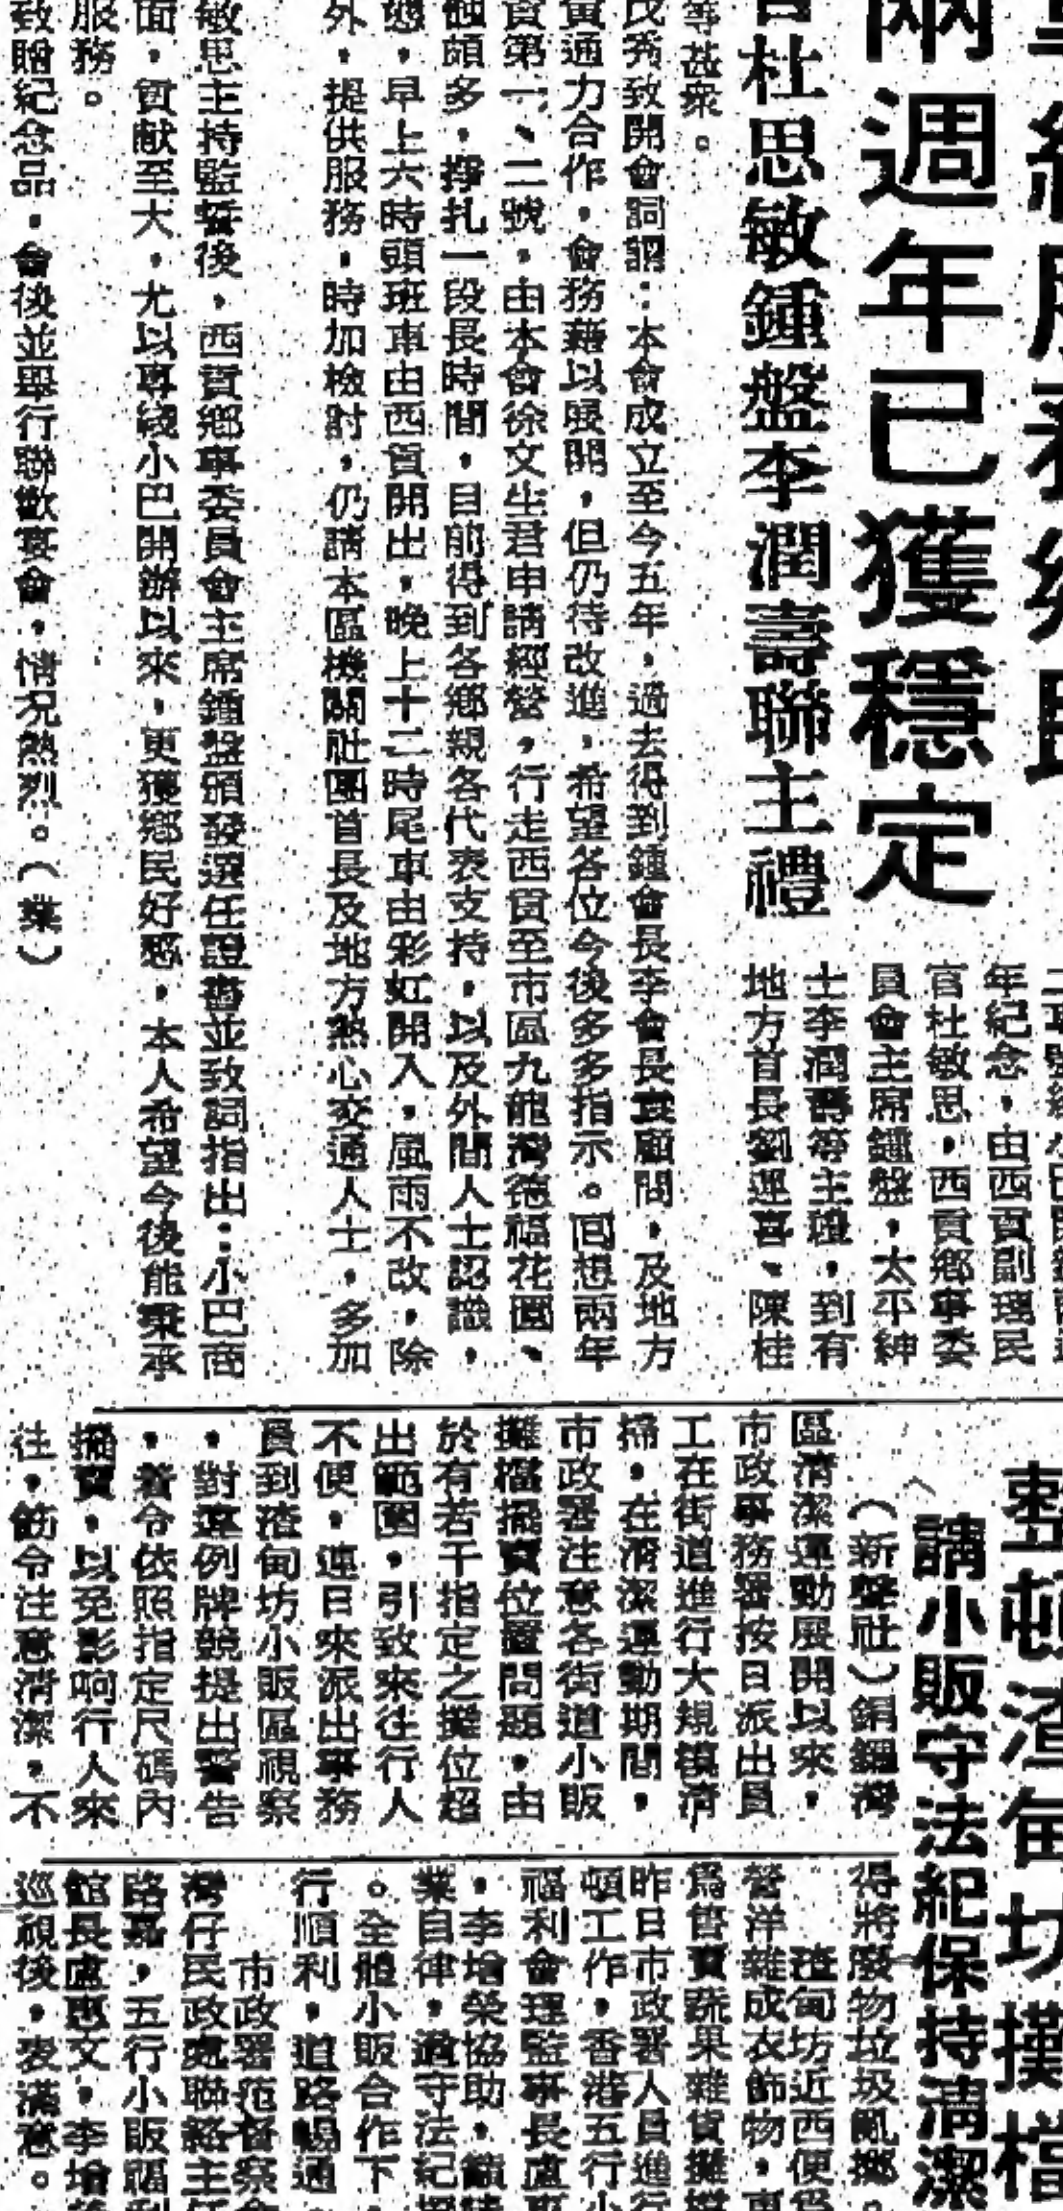 兩週年已獲穩定
杜思敏鍾盤李潤壽聯主禮
年紀念，由西貢副理民
官杜敏思，西貢鄉事委
員會主席鍾盤，太平紳
士李潤壽等主禮，到有
地方首長劉運喜、陳桂
等甚衆。
茂秀致開會詞謂：本會成立至今五年，過去得到鍾會長李會長袁顧問，及地方
賣通力合作，會務藉以展開，但仍待改進，希望各位今後多多指示。回想兩年
貢第一、二號，由本會徐文生君申請經營，行走西貢至市區九龍灣德福花園、
蝕頗多，掙扎一段長時間，目前得到各鄉親各代表支持，以及外間人士認識，
早上六時頭班車由西貢開出，晚上十二時尾車由彩虹開入，風雨不改，除
外，提供服務，時加檢討，仍請本區機關社團首長及地方熱心交通人士，多加
敏思主持監誓後，西貢鄉事委員會主席鍾盤頒發選任證書並致詞指出：小巴商
面，貢献至大，尤以專綫小巴開辦以來，更獲鄉民好感，本人希望今後能秉承
服務。
致贈紀念品，會後並舉行聯歡宴會，情況熱烈。（業）
整頓渣甸坊攤檔
請小販守法紀保持清潔
（新聲社）銅鑼灣
區清潔運動展開以來，
市政事務署按日派出員
工在街道進行大規模清
掃，在清潔運動期間，
市政署注意各街道小販
攤檔擺賣位置問題，由
於有若干指定之攤位超
出範圍，引致來往行人
不便，連日來派出事務
員到渣甸坊小販區視察
，對違例牌競提出警告
，着令依照指定尺碼內
擺賣，以免影响行人來
往，飭令注意清潔，不
得將廢物垃圾亂擲。
渣甸坊近西便爲
營洋雜成衣飾物，東
爲售賣蔬果雜貨攤檔
昨日市政署人員進行
頓工作，香港五行小
福利會理監事長盧惠
，李增榮協助，
業自律，遵守法紀
。全體小販合作下，
行順利，道路暢通，
市政署范督察會
灣仔民政處聯絡主任
路嘉，五行小販福利
館長盧惠文，李增榮
巡視後，表滿意。